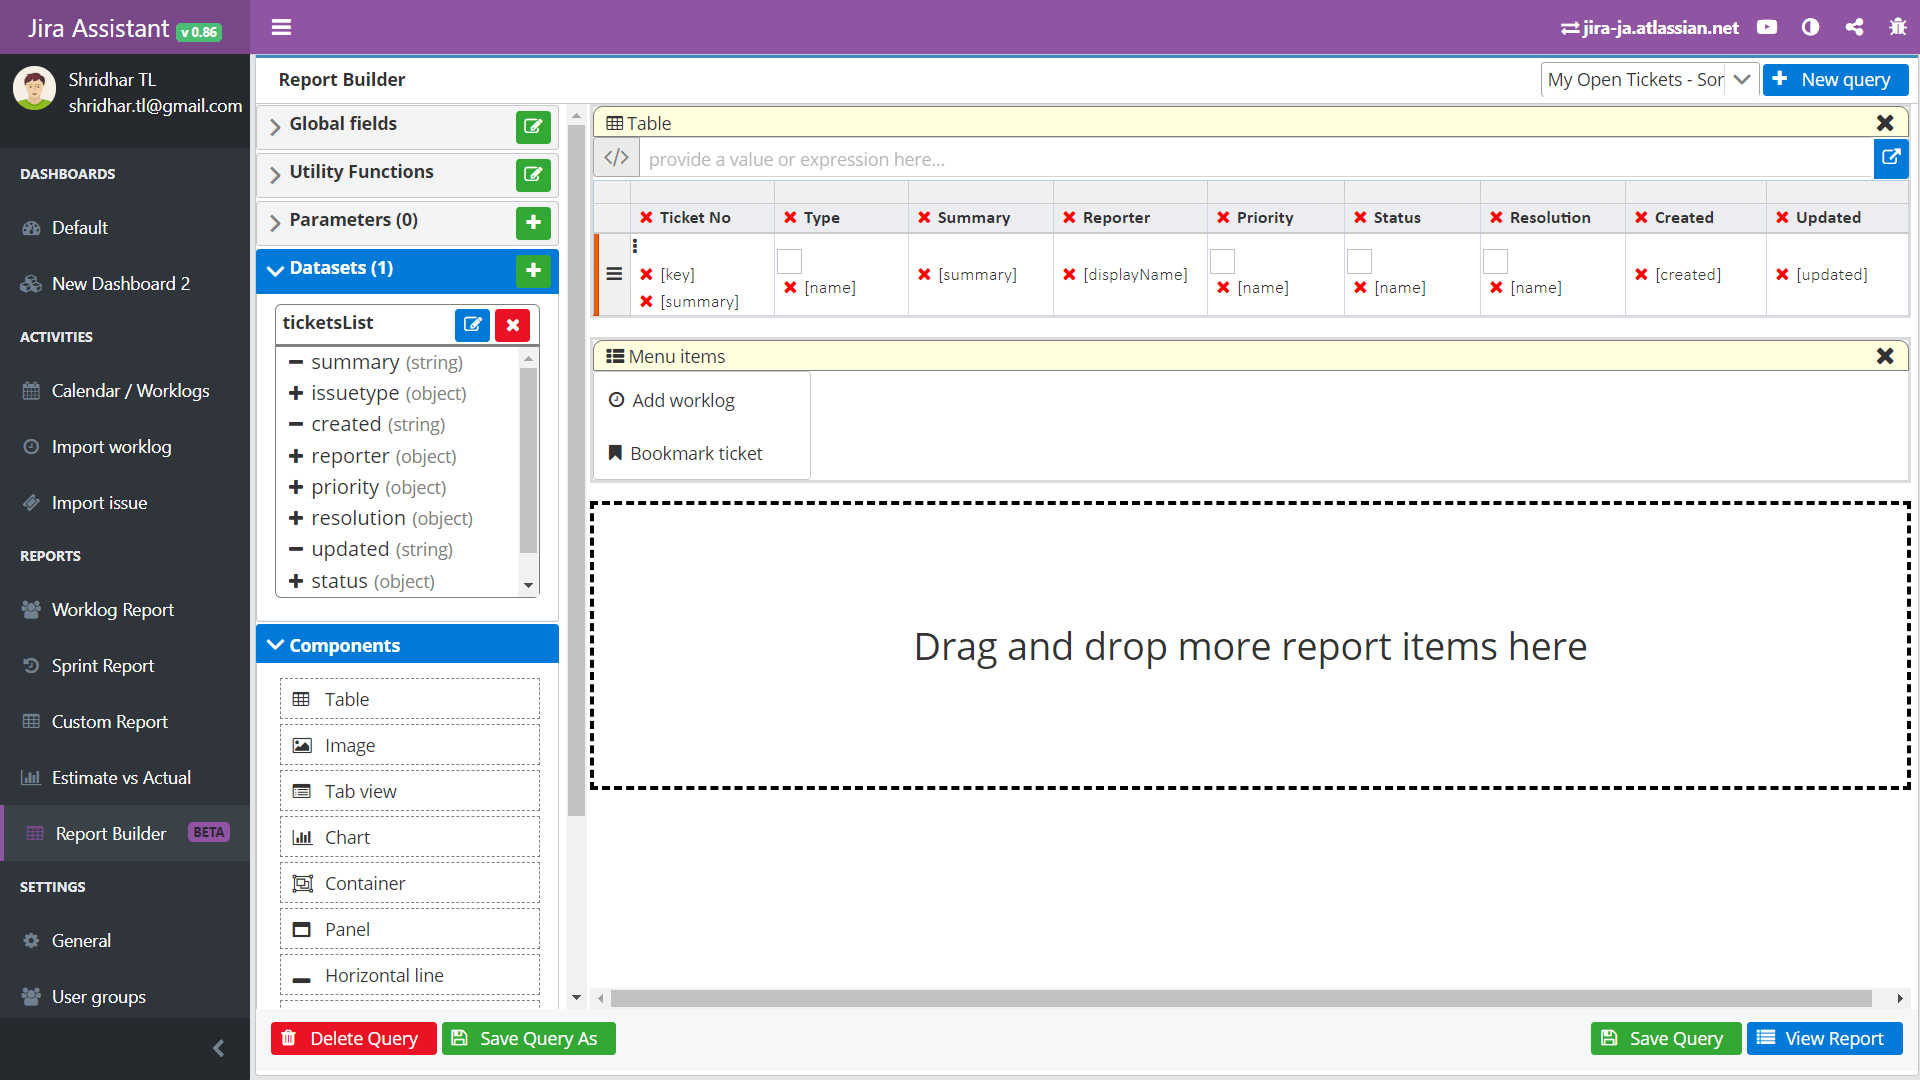 Jira Assistant v 0.86
jira-ja.atlassian.net
Shridhar TL
shridhar.tl@gmail.com
DASHBOARDS
Default
New Dashboard 2
ACTIVITIES
Calendar / Worklogs
Import worklog
Import issue
REPORTS
Worklog Report
Sprint Report
Custom Report
Estimate vs Actual
Report Builder BETA
SETTINGS
General
User groups
Report Builder
My Open Tickets - Sor
New query
Global fields
Utility Functions
Parameters (0)
Datasets (1)
ticketsList
summary (string)
issuetype (object)
created (string)
reporter (object)
priority (object)
resolution (object)
updated (string)
status (object)
Components
Table
Image
Tab view
Chart
Container
Panel
Horizontal line
Table
</> provide a value or expression here...
Ticket No Type Summary Reporter Priority Status Resolution Created Updated
[key] [name] [summary] [displayName] [name] [name] [name] [created] [updated]
[summary]
Menu items
Add worklog
Bookmark ticket
Drag and drop more report items here
Delete Query Save Query As Save Query View Report